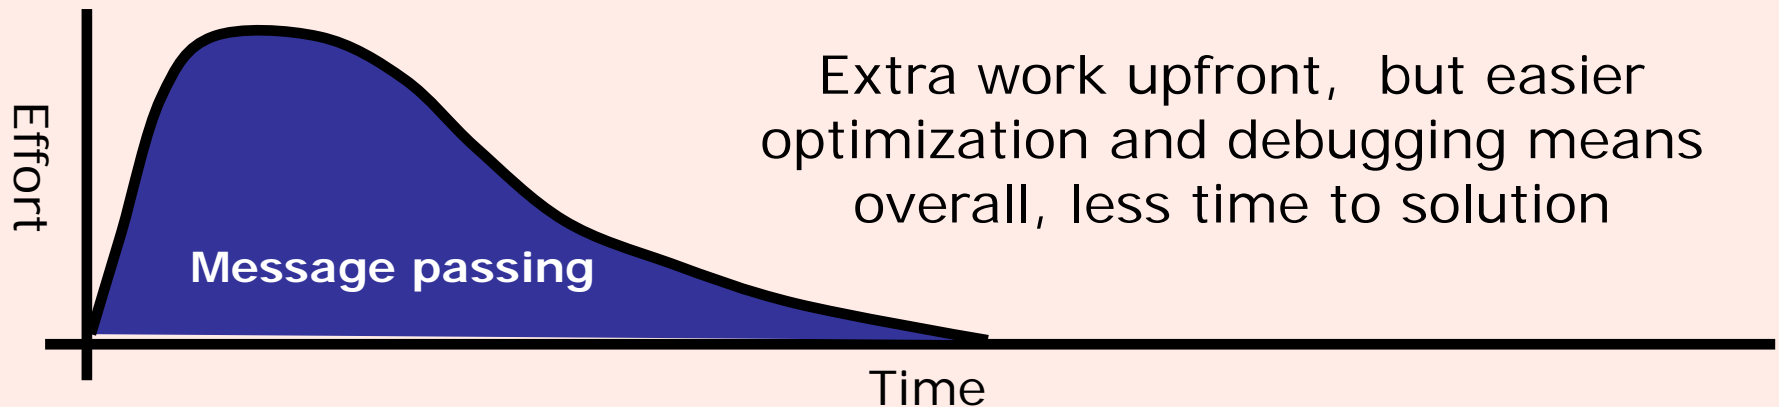 Effort
Extra work upfront,  but easier
optimization and debugging means
overall, less time to solution
Message passing
Time